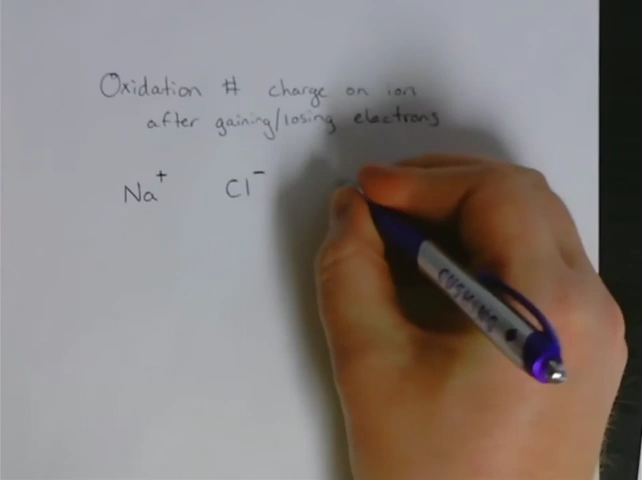 Oxidation # charge on ion
after gaining/losing electrons
Na⁺ Cl⁻